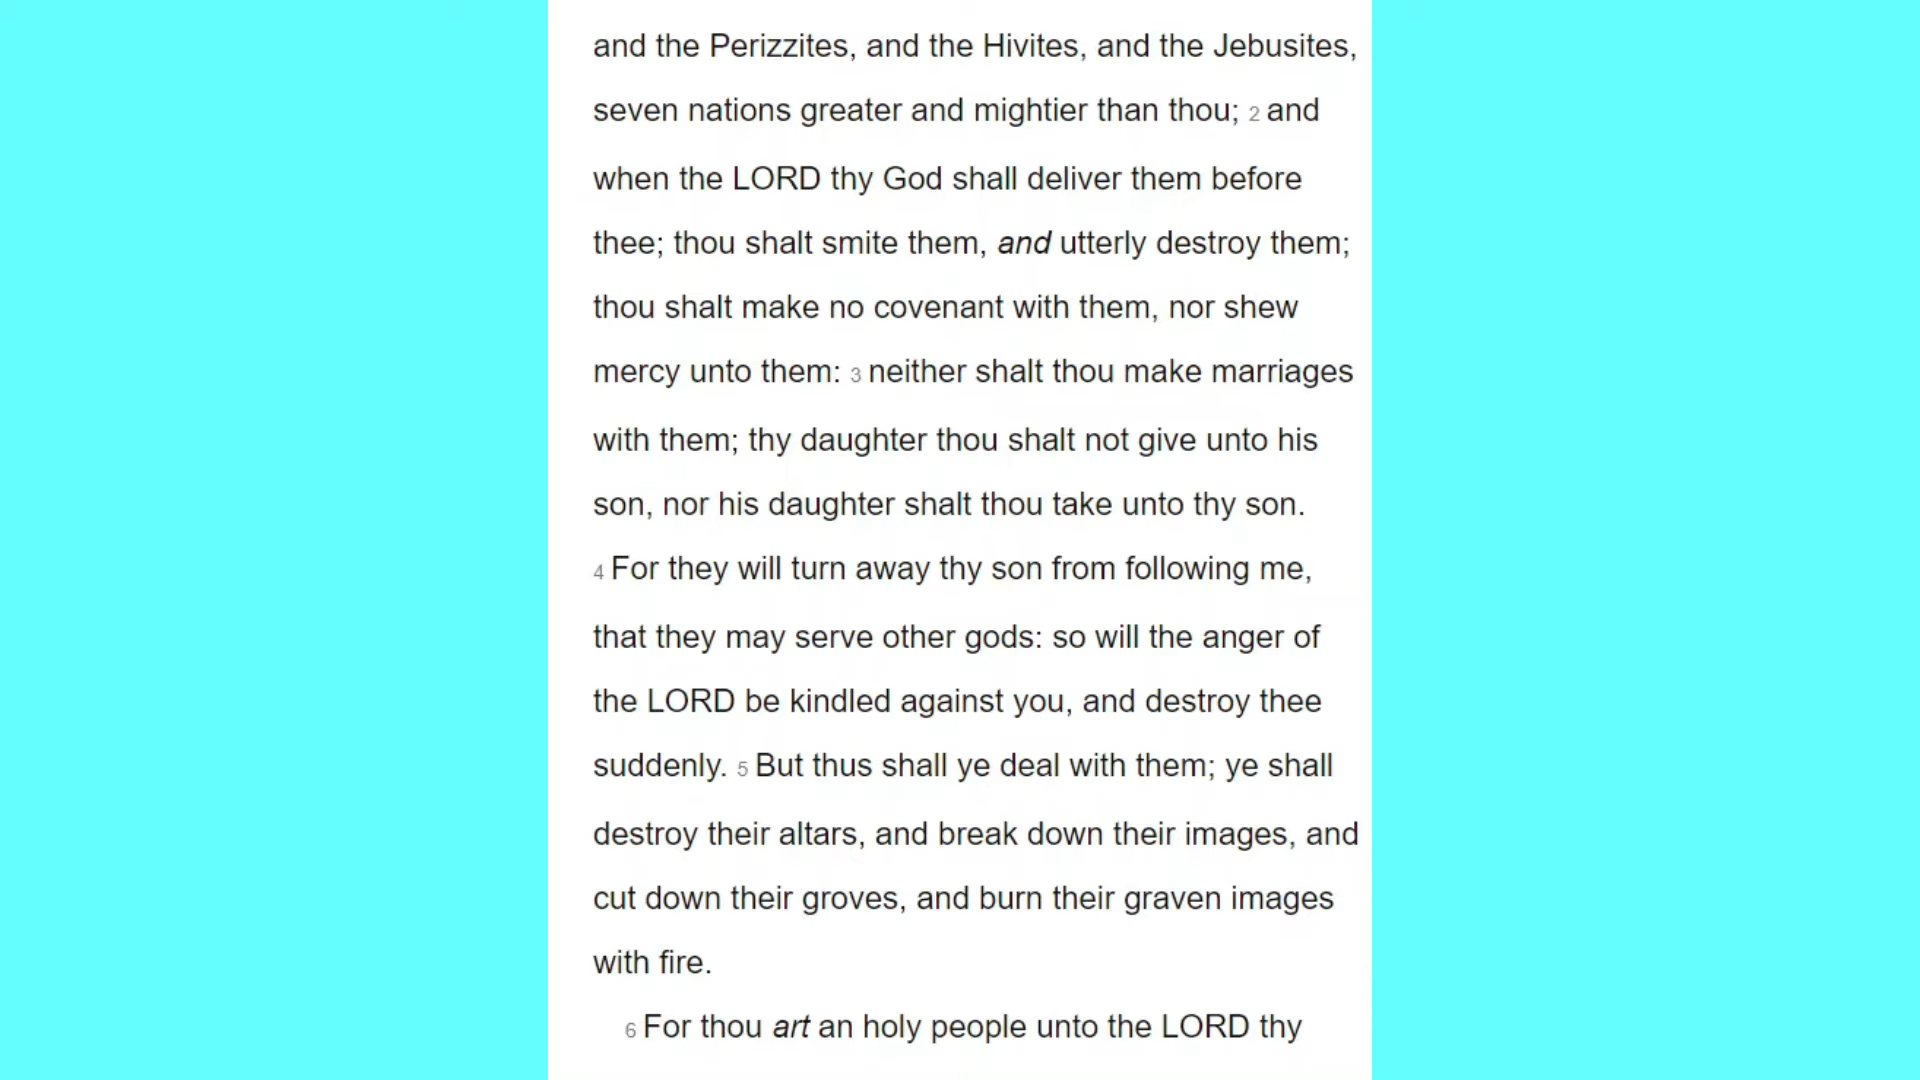 and the Perizzites, and the Hivites, and the Jebusites,
seven nations greater and mightier than thou; 2 and
when the LORD thy God shall deliver them before
thee; thou shalt smite them, and utterly destroy them;
thou shalt make no covenant with them, nor shew
mercy unto them: 3 neither shalt thou make marriages
with them; thy daughter thou shalt not give unto his
son, nor his daughter shalt thou take unto thy son.
4 For they will turn away thy son from following me,
that they may serve other gods: so will the anger of
the LORD be kindled against you, and destroy thee
suddenly. 5 But thus shall ye deal with them; ye shall
destroy their altars, and break down their images, and
cut down their groves, and burn their graven images
with fire.
6 For thou art an holy people unto the LORD thy